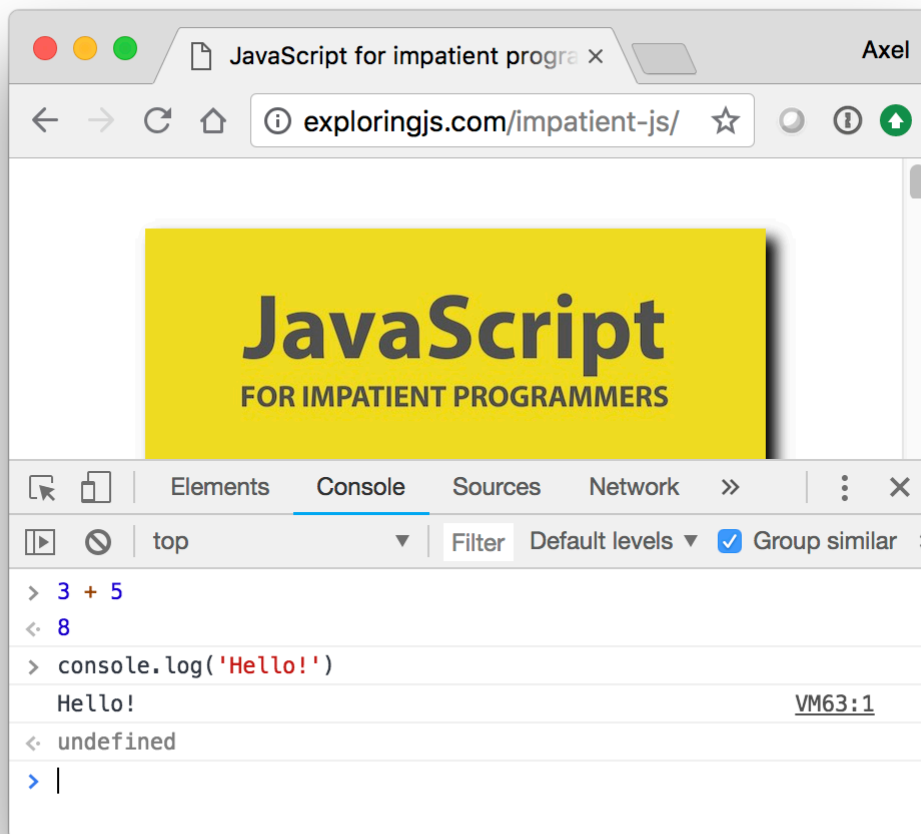 JavaScript for impatient progra
Axel
exploringjs.com/impatient-js/
JavaScript
FOR IMPATIENT PROGRAMMERS
Elements Console Sources Network
top Filter Default levels Group similar
> 3 + 5
8
> console.log('Hello!')
Hello! VM63:1
undefined
>